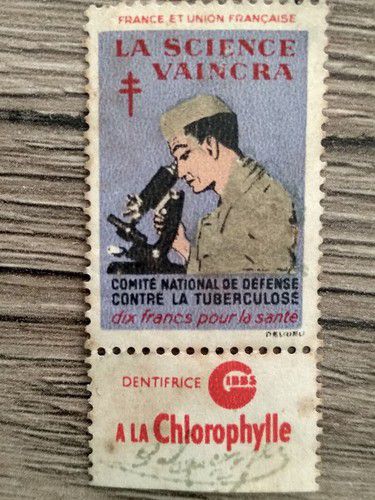 FRANCE ET UNION FRANÇAISE
LA SCIENCE
VAINCRA
COMITÉ NATIONAL DE DÉFENSE
CONTRE LA TUBERCULOSE
dix francs pour la santé
DELRIEU
DENTIFRICE GIBBS
A LA Chlorophylle